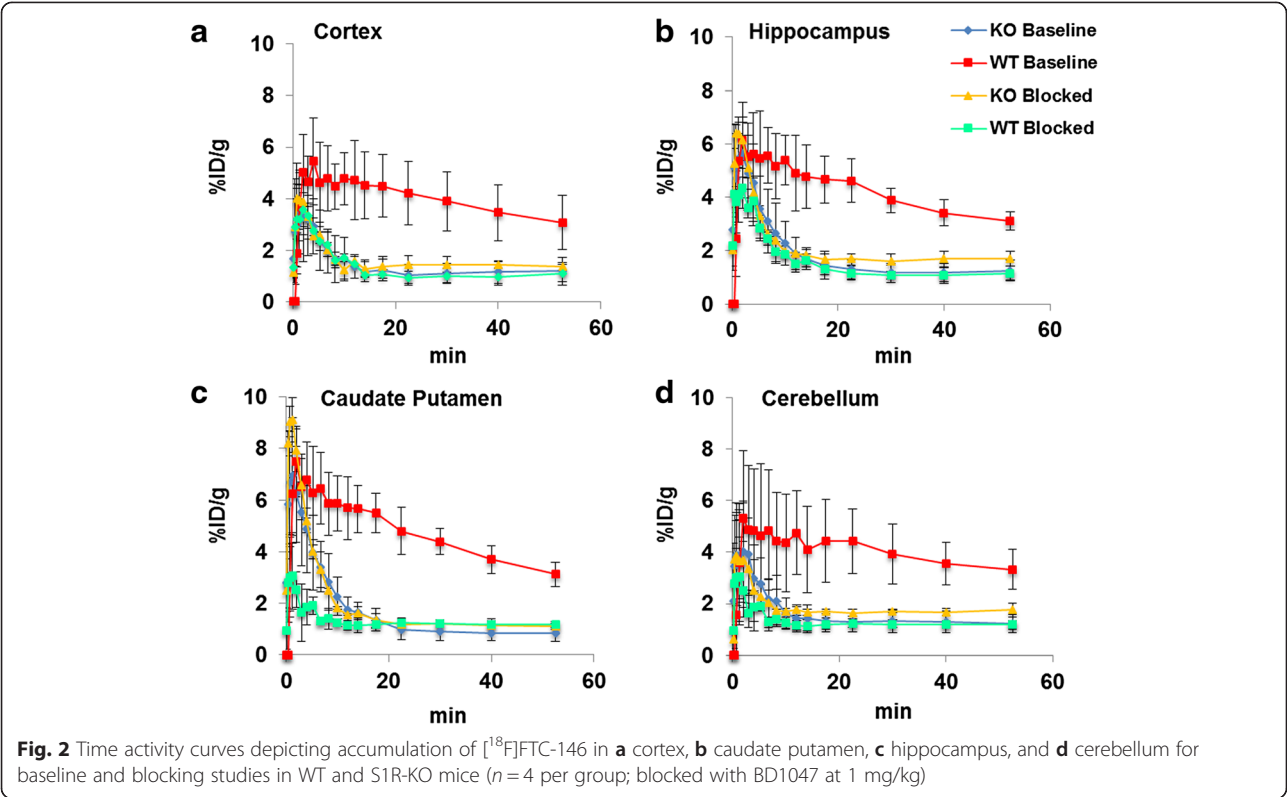 a Cortex
%ID/g
10
8
6
4
2
0
0 20 40 60
min
b Hippocampus
%ID/g
10
8
6
4
2
0
0 20 40 60
min
KO Baseline
WT Baseline
KO Blocked
WT Blocked
c Caudate Putamen
%ID/g
10
8
6
4
2
0
0 20 40 60
min
d Cerebellum
%ID/g
10
8
6
4
2
0
0 20 40 60
min
Fig. 2 Time activity curves depicting accumulation of [18F]FTC-146 in a cortex, b caudate putamen, c hippocampus, and d cerebellum for
baseline and blocking studies in WT and S1R-KO mice (n = 4 per group; blocked with BD1047 at 1 mg/kg)